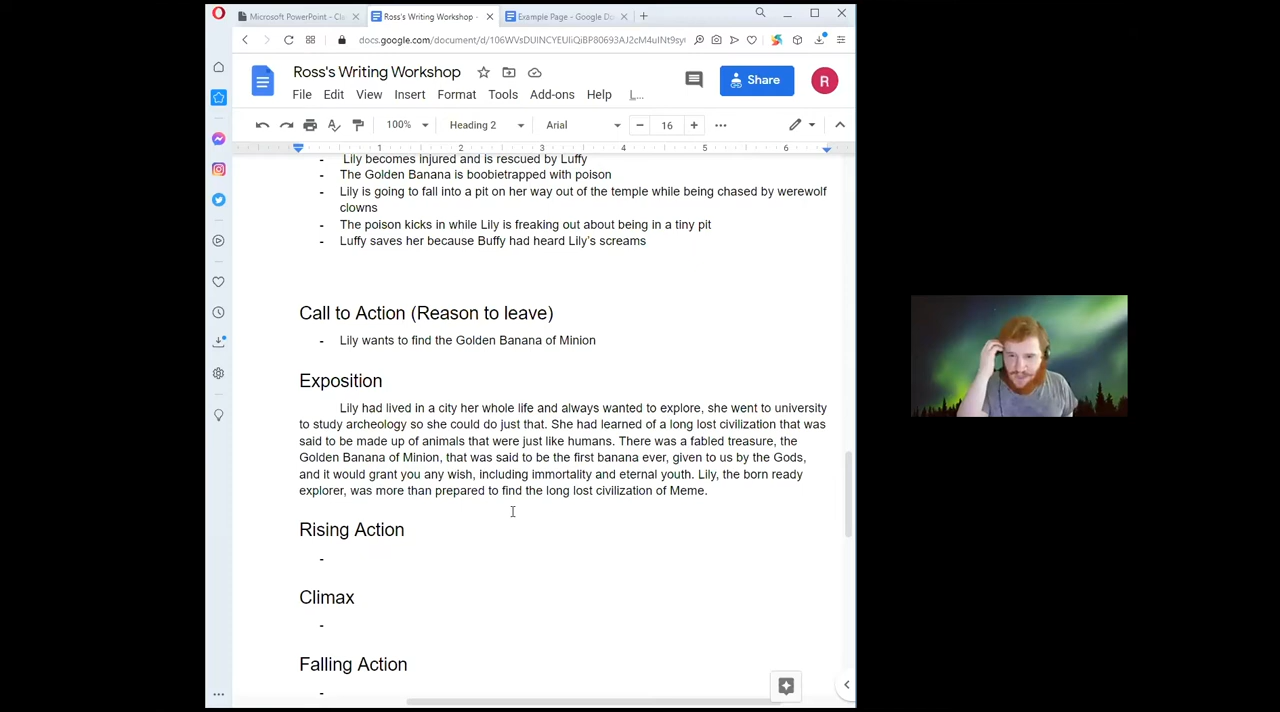 Microsoft PowerPoint - Cla
Ross's Writing Workshop -
Example Page - Google Do
docs.google.com/document/d/106WVsDUINCYEUIiQiBP80693AJ2cM4uINt9syt
Ross's Writing Workshop
Share
R
File Edit View Insert Format Tools Add-ons Help L...
100% Heading 2 Arial 16
1 2 3 4 5 6
- Lily becomes injured and is rescued by Luffy
- The Golden Banana is boobietrapped with poison
- Lily is going to fall into a pit on her way out of the temple while being chased by werewolf
clowns
- The poison kicks in while Lily is freaking out about being in a tiny pit
- Luffy saves her because Buffy had heard Lily's screams
Call to Action (Reason to leave)
- Lily wants to find the Golden Banana of Minion
Exposition
Lily had lived in a city her whole life and always wanted to explore, she went to university
to study archeology so she could do just that. She had learned of a long lost civilization that was
said to be made up of animals that were just like humans. There was a fabled treasure, the
Golden Banana of Minion, that was said to be the first banana ever, given to us by the Gods,
and it would grant you any wish, including immortality and eternal youth. Lily, the born ready
explorer, was more than prepared to find the long lost civilization of Meme.
Rising Action
-
Climax
-
Falling Action
-